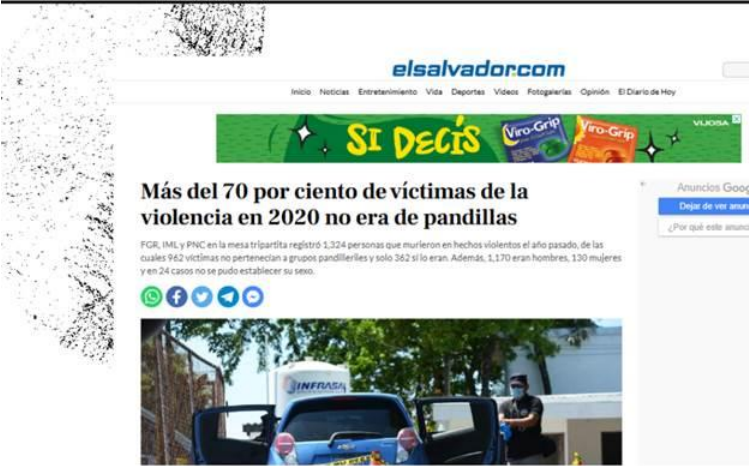 elsalvador.com
Inicio Noticias Entretenimiento Vida Deportes Videos Fotogalerías Opinión El Diario de Hoy
SI DECÍS Viro-Grip Viro-Grip VIJOSA
Más del 70 por ciento de víctimas de la
violencia en 2020 no era de pandillas
FGR, IML y PNC en la mesa tripartita registró 1,324 personas que murieron en hechos violentos el año pasado, de las
cuales 962 víctimas no pertenecían a grupos pandilleriles y solo 362 sí lo eran. Además, 1,170 eran hombres, 130 mujeres
y en 24 casos no se pudo establecer su sexo.
Anuncios Goog
Dejar de ver anun
¿Por qué este anunc
INFRASAL